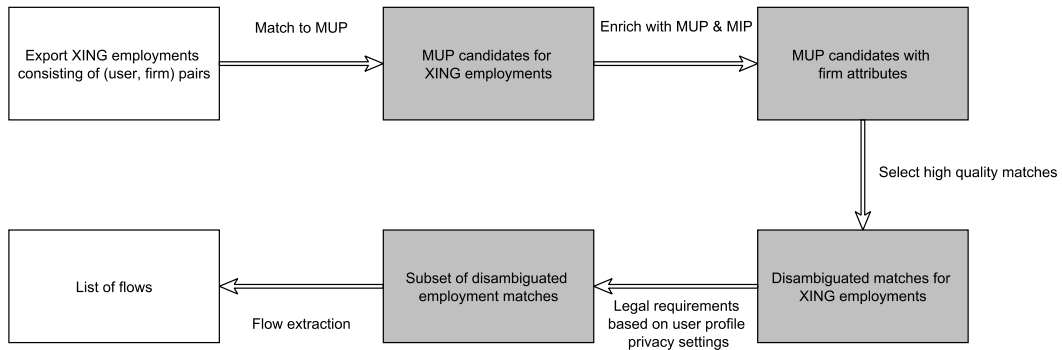 Export XING employments
consisting of (user, firm) pairs
Match to MUP
MUP candidates for
XING employments
Enrich with MUP & MIP
MUP candidates with
firm attributes
Select high quality matches
Disambiguated matches for
XING employments
Legal requirements
based on user profile
privacy settings
Subset of disambiguated
employment matches
Flow extraction
List of flows